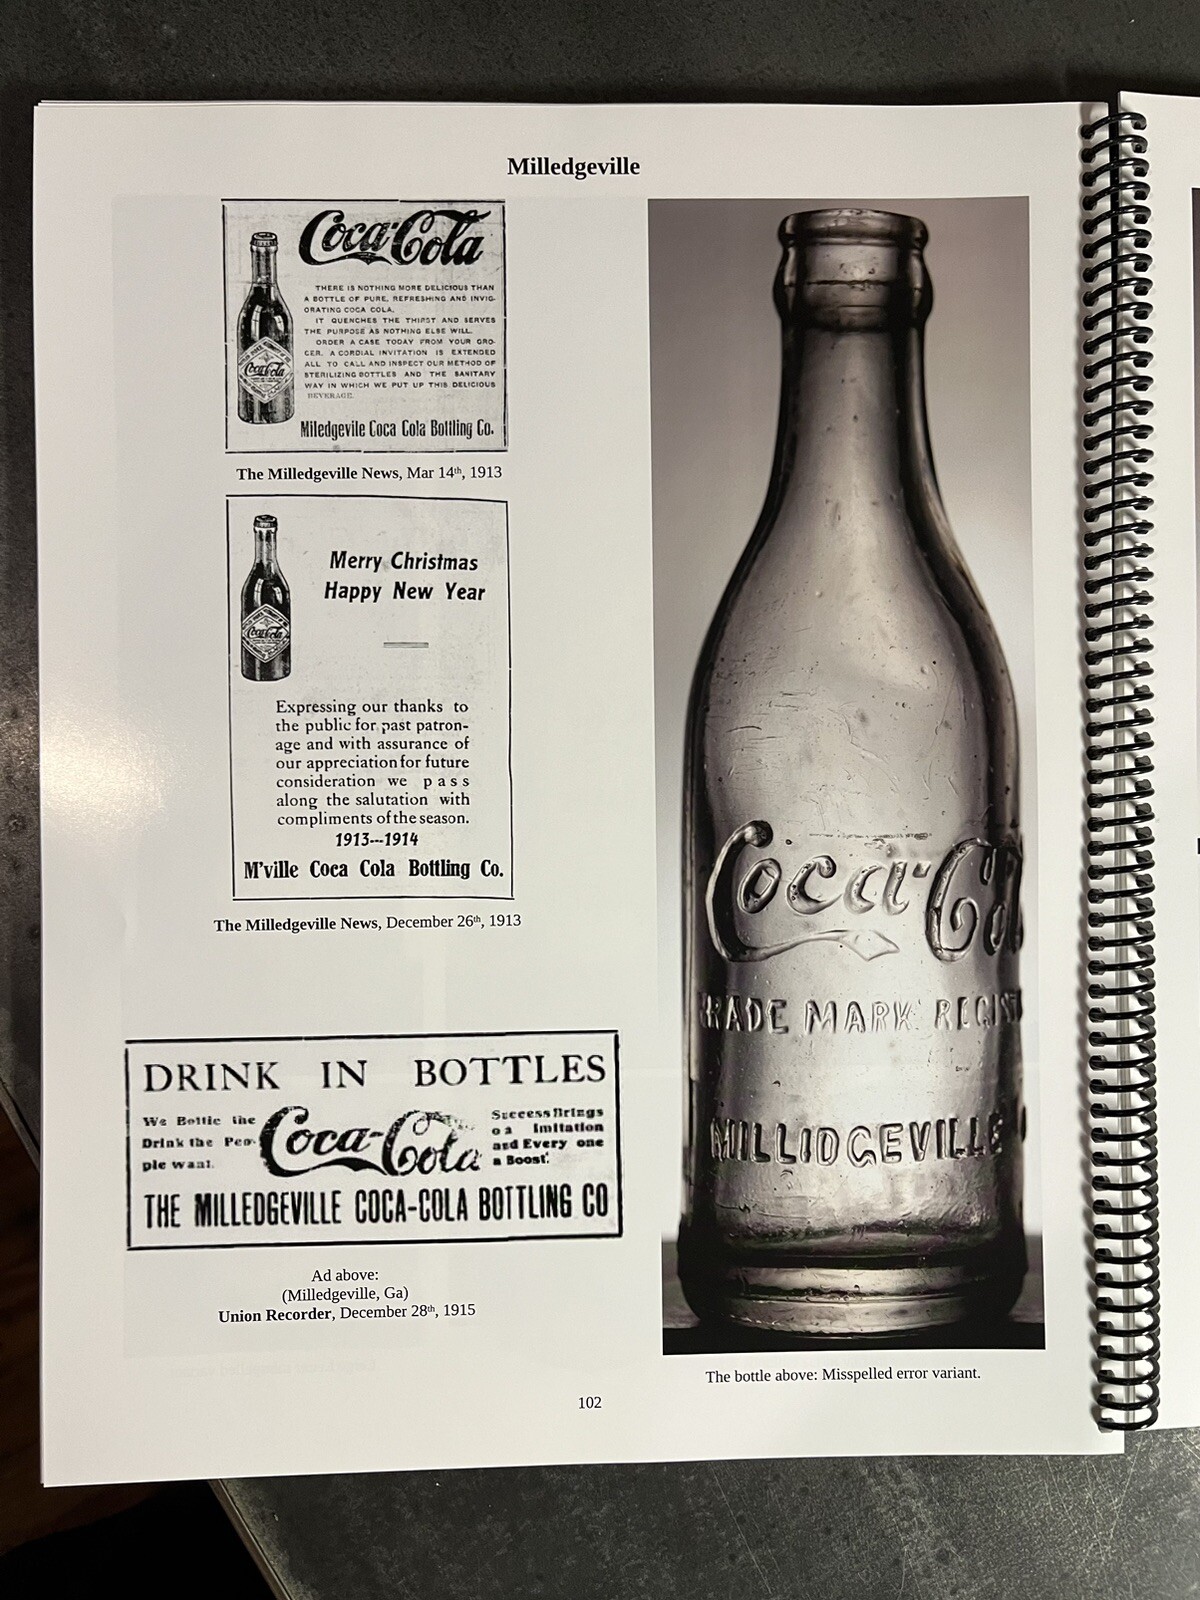 Milledgeville
Coca-Cola
THERE IS NOTHING MORE DELICIOUS THAN
A BOTTLE OF PURE, REFRESHING AND INVIG-
ORATING COCA COLA.
IT QUENCHES THE THIRST AND SERVES
THE PURPOSE AS NOTHING ELSE WILL.
ORDER A CASE TODAY FROM YOUR GRO-
CER. A CORDIAL INVITATION IS EXTENDED
ALL TO CALL AND INSPECT OUR METHOD OF
STERILIZING BOTTLES AND THE SANITARY
WAY IN WHICH WE PUT UP THIS DELICIOUS
BEVERAGE.
Coca-Cola
Milledgevile Coca Cola Bottling Co.
The Milledgeville News, Mar 14th, 1913
Merry Christmas
Happy New Year
Coca-Cola
Expressing our thanks to
the public for past patron-
age and with assurance of
our appreciation for future
consideration we pass
along the salutation with
compliments of the season.
1913---1914
M'ville Coca Cola Bottling Co.
The Milledgeville News, December 26th, 1913
DRINK IN BOTTLES
We Bottle the
Drink the Peo-
ple want.
Coca-Cola
Success Brings
o a Imitation
and Every one
a Boost.
THE MILLEDGEVILLE COCA-COLA BOTTLING CO
Ad above:
(Milledgeville, Ga)
Union Recorder, December 28th, 1915
Coca-Co
TRADE MARK REGIST
MILLIDGEVILLE
The bottle above: Misspelled error variant.
102